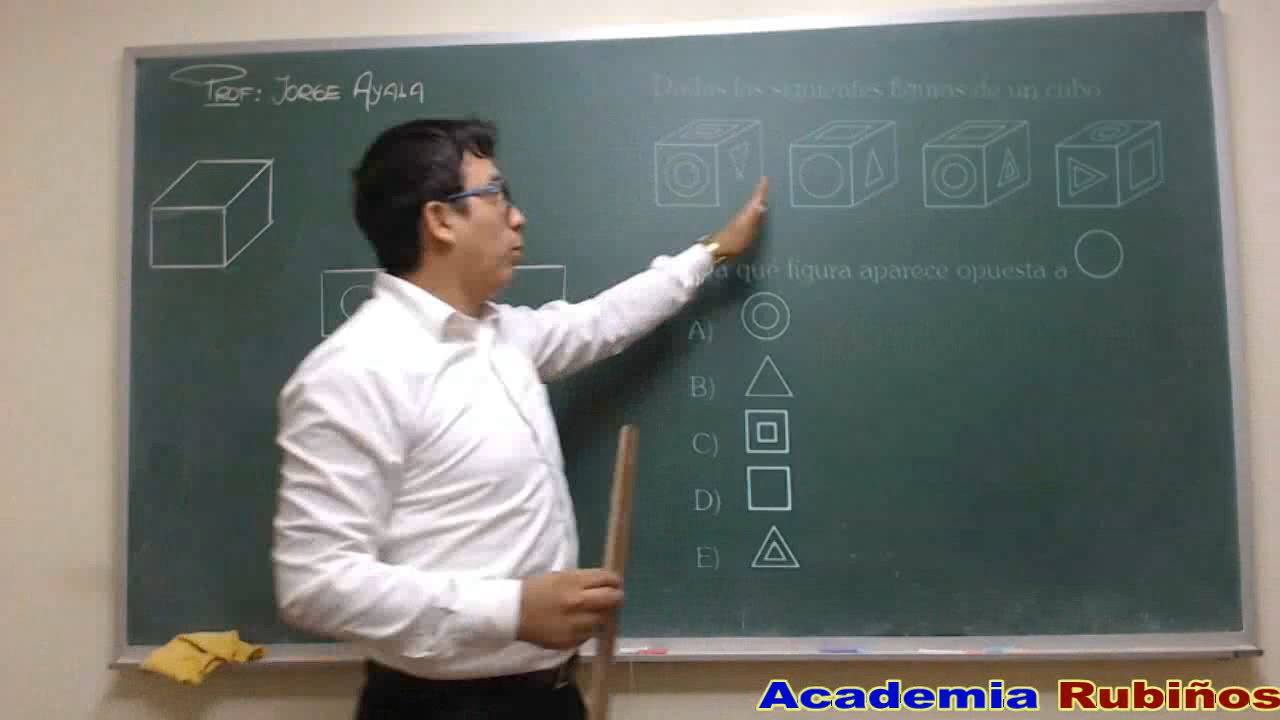 Prof: Jorge Ayala
Dadas las siguientes figuras de un cubo
qué figura aparece opuesta a
A)
B)
C)
D)
E)
Academia Rubiños